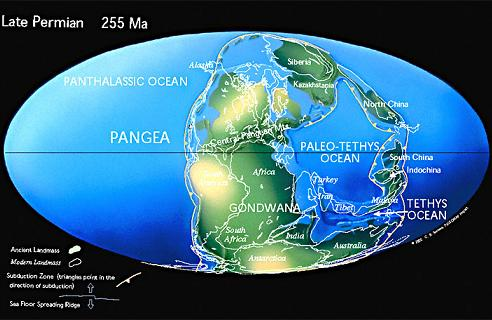 Late Permian 255 Ma
Siberia
Alaska
PANTHALASSIC OCEAN
Kazakhstania
North China
PANGEA
Central Pangean Mts.
PALEO-TETHYS
OCEAN
South China
Indochina
Africa
South
America
Turkey
Iran
Tibet
Malaya
GONDWANA
TETHYS
OCEAN
South
Africa
India
Australia
Antarctica
Ancient Landmass
Modern Landmass
Subduction Zone (triangles point in the
direction of subduction)
Sea Floor Spreading Ridge